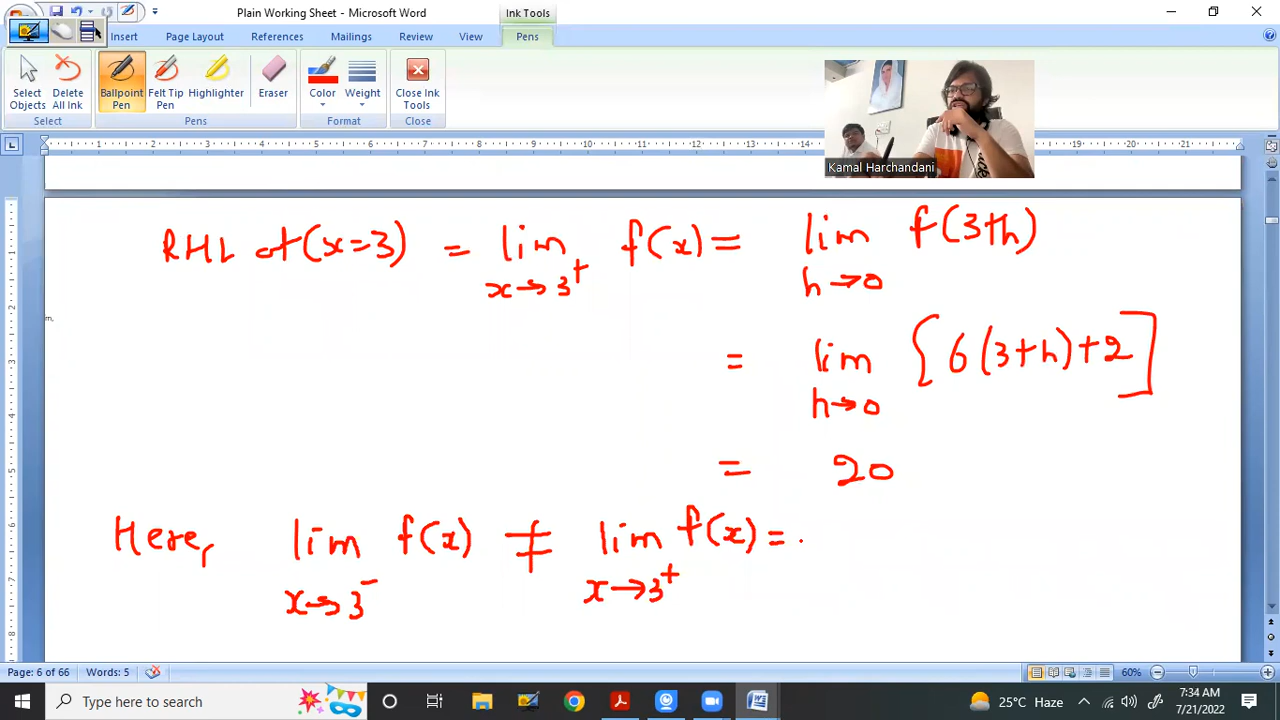 Plain Working Sheet - Microsoft Word
Ink Tools
Insert Page Layout References Mailings Review View Pens
Select Objects
Delete All Ink
Ballpoint Pen
Felt Tip Pen
Highlighter
Eraser
Color
Weight
Close Ink Tools
Select Pens Format Close
Kamal Harchandani
RHL at (x=3) = lim x→3⁺ f(x) = lim h→0 f(3+h)
= lim h→0 {6(3+h)+2]
= 20
Here, lim x→3⁻ f(x) ≠ lim x→3⁺ f(x) =
Page: 6 of 66 Words: 5 60%
Type here to search
25°C Haze
7:34 AM
7/21/2022